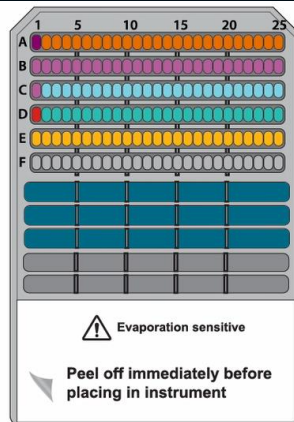 1 5 10 15 20 25
A
B
C
D
E
F
Evaporation sensitive
Peel off immediately before
placing in instrument